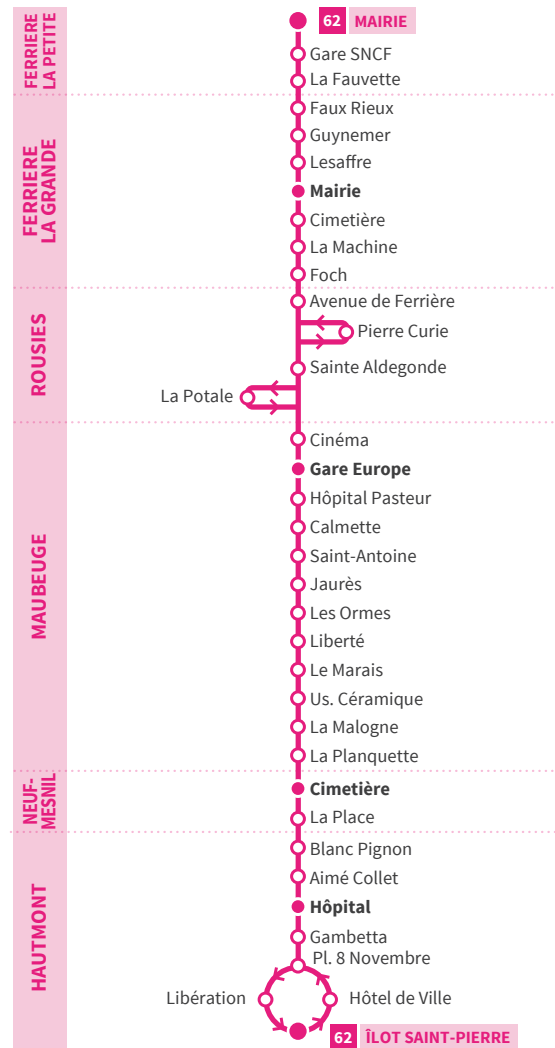 FERRIERE
LA PETITE
62 MAIRIE
Gare SNCF
La Fauvette
FERRIERE
LA GRANDE
Faux Rieux
Guynemer
Lesaffre
Mairie
Cimetière
La Machine
Foch
ROUSIES
Avenue de Ferrière
Pierre Curie
Sainte Aldegonde
La Potale
MAUBEUGE
Cinéma
Gare Europe
Hôpital Pasteur
Calmette
Saint-Antoine
Jaurès
Les Ormes
Liberté
Le Marais
Us. Céramique
La Malogne
La Planquette
NEUF-
MESNIL
Cimetière
La Place
HAUTMONT
Blanc Pignon
Aimé Collet
Hôpital
Gambetta
Pl. 8 Novembre
Libération
Hôtel de Ville
62 ÎLOT SAINT-PIERRE